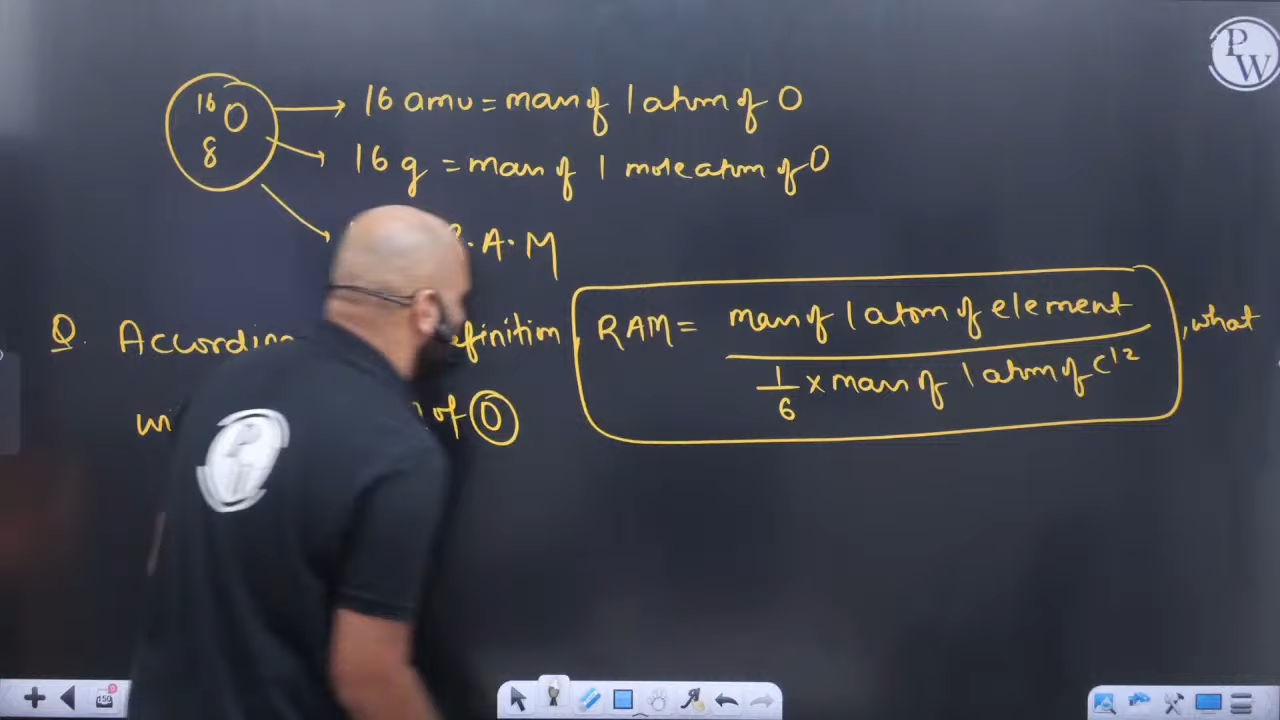 PW
16 O
8
16 amu = mass of 1 atom of O
16 g = mass of 1 mole atom of O
R.A.M
Q. According definition RAM = mass of 1 atom of element / 1/6 × mass of 1 atom of C12 , what
of O